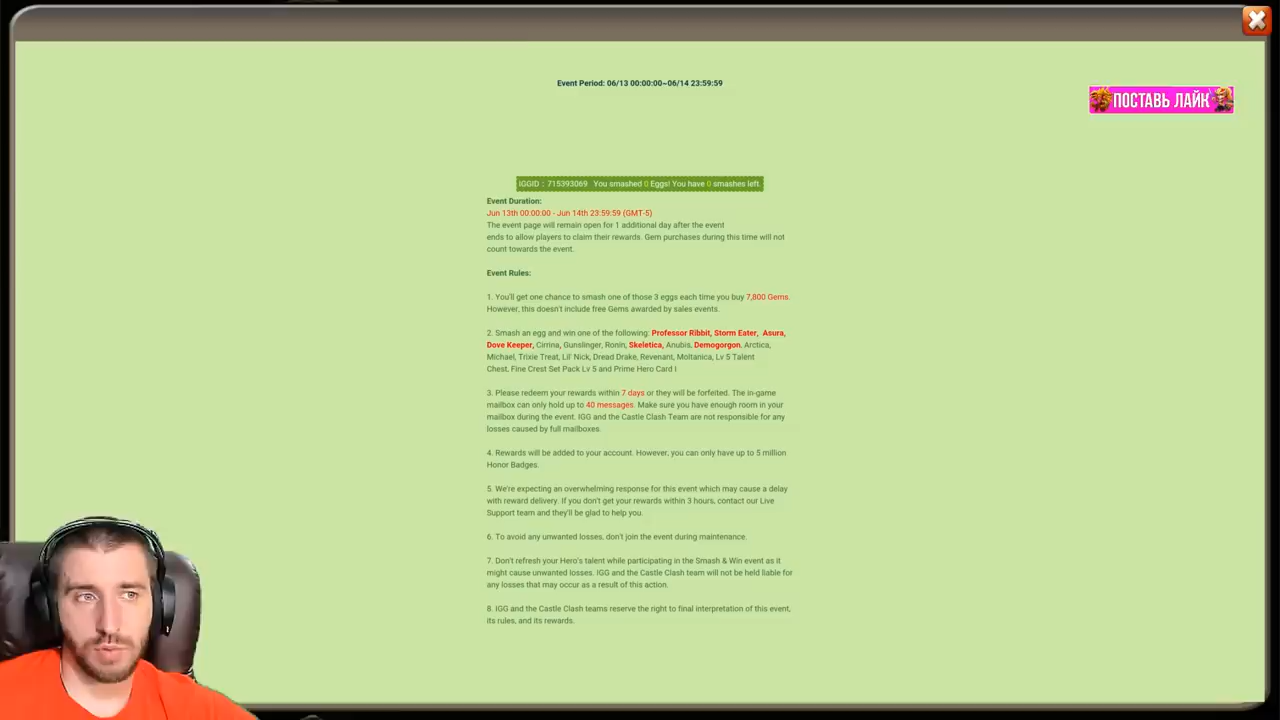 Event Period: 06/13 00:00:00~06/14 23:59:59
ПОСТАВЬ ЛАЙК
IGGID : 715393069 You smashed 0 Eggs! You have 0 smashes left.
Event Duration:
Jun 13th 00:00:00 - Jun 14th 23:59:59 (GMT-5)
The event page will remain open for 1 additional day after the event
ends to allow players to claim their rewards. Gem purchases during this time will not
count towards the event.
Event Rules:
1. You'll get one chance to smash one of those 3 eggs each time you buy 7,800 Gems.
However, this doesn't include free Gems awarded by sales events.
2. Smash an egg and win one of the following: Professor Ribbit, Storm Eater, Asura,
Dove Keeper, Cirrina, Gunslinger, Ronin, Skeletica, Anubis, Demogorgon, Arctica,
Michael, Trixie Treat, Lil' Nick, Dread Drake, Revenant, Moltanica, Lv 5 Talent
Chest, Fine Crest Set Pack Lv 5 and Prime Hero Card I
3. Please redeem your rewards within 7 days or they will be forfeited. The in-game
mailbox can only hold up to 40 messages. Make sure you have enough room in your
mailbox during the event. IGG and the Castle Clash Team are not responsible for any
losses caused by full mailboxes.
4. Rewards will be added to your account. However, you can only have up to 5 million
Honor Badges.
5. We're expecting an overwhelming response for this event which may cause a delay
with reward delivery. If you don't get your rewards within 3 hours, contact our Live
Support team and they'll be glad to help you.
6. To avoid any unwanted losses, don't join the event during maintenance.
7. Don't refresh your Hero's talent while participating in the Smash & Win event as it
might cause unwanted losses. IGG and the Castle Clash team will not be held liable for
any losses that may occur as a result of this action.
8. IGG and the Castle Clash teams reserve the right to final interpretation of this event,
its rules, and its rewards.